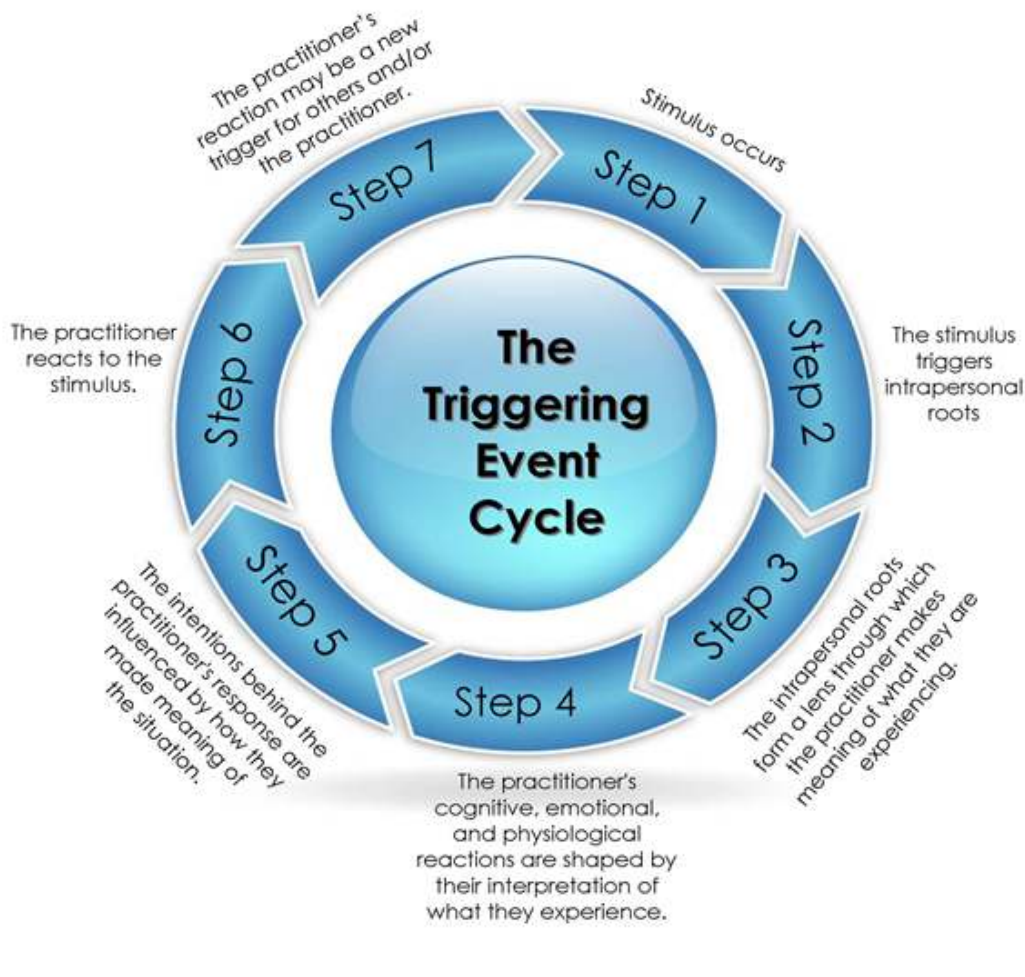 The
Triggering
Event
Cycle
Step 1
Stimulus occurs
Step 2
The stimulus
triggers
intrapersonal
roots
Step 3
The intrapersonal roots
form a lens through which
the practitioner makes
meaning of what they are
experiencing.
Step 4
The practitioner's
cognitive, emotional,
and physiological
reactions are shaped by
their interpretation of
what they experience.
Step 5
The intentions behind the
practitioner's response are
influenced by how they
made meaning of
the situation.
Step 6
The practitioner
reacts to the
stimulus.
Step 7
The practitioner's
reaction may be a new
trigger for others and/or
the practitioner.